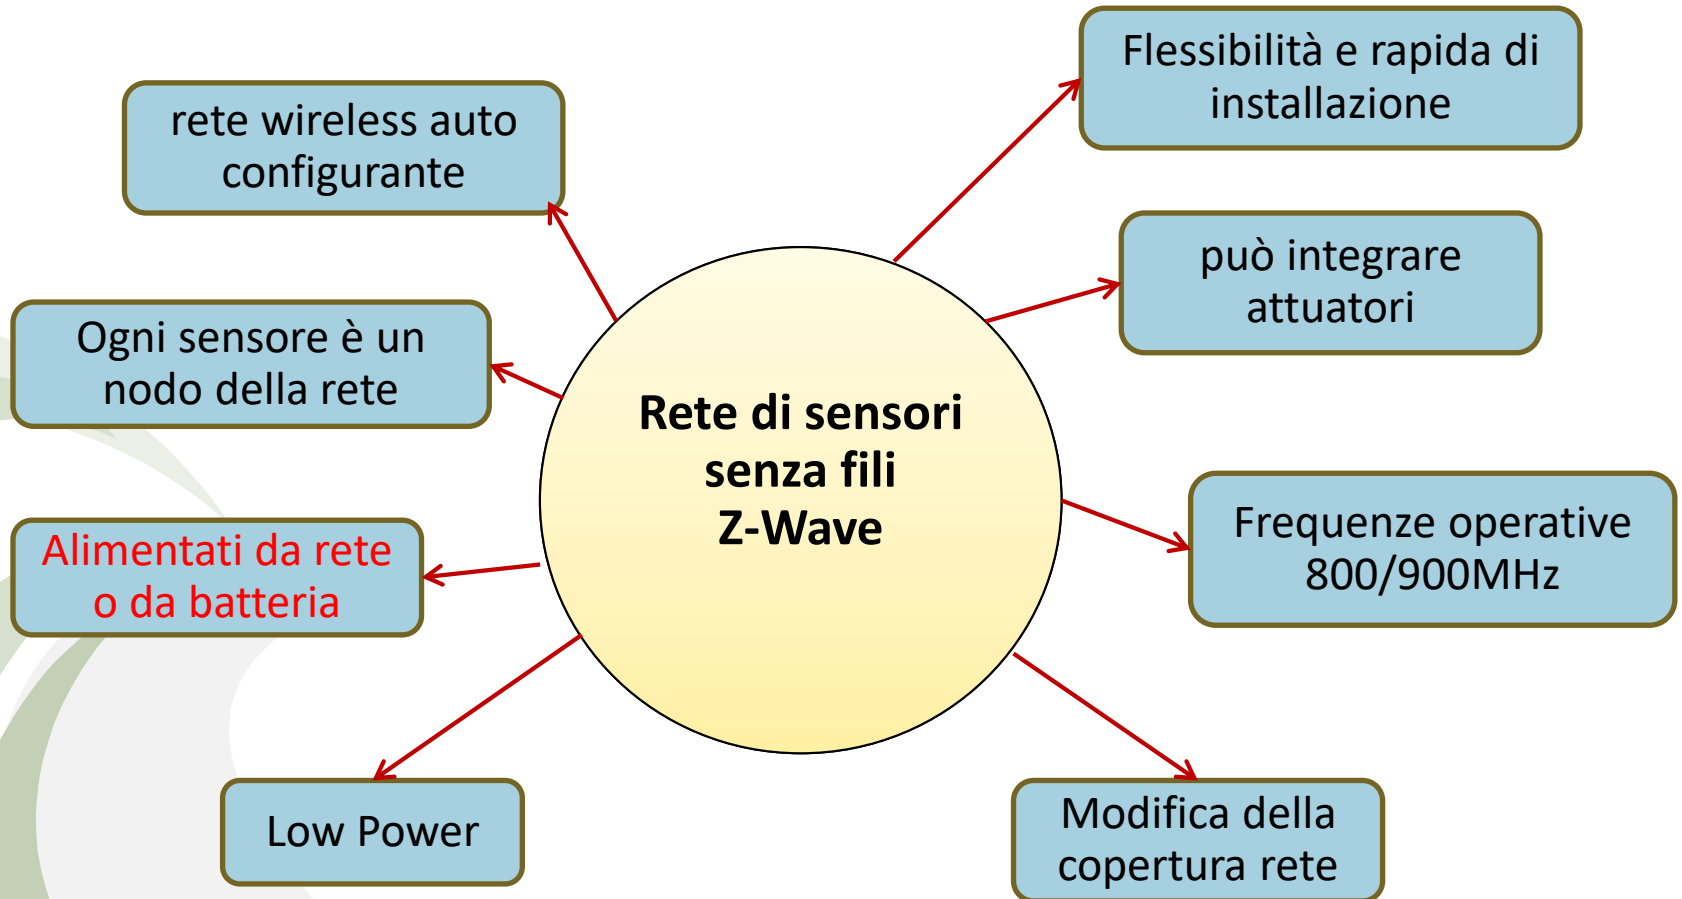 Flessibilità e rapida di
installazione
rete wireless auto
configurante
può integrare
attuatori
Ogni sensore è un
nodo della rete
Rete di sensori
senza fili
Z-Wave
Frequenze operative
800/900MHz
Alimentati da rete
o da batteria
Low Power
Modifica della
copertura rete